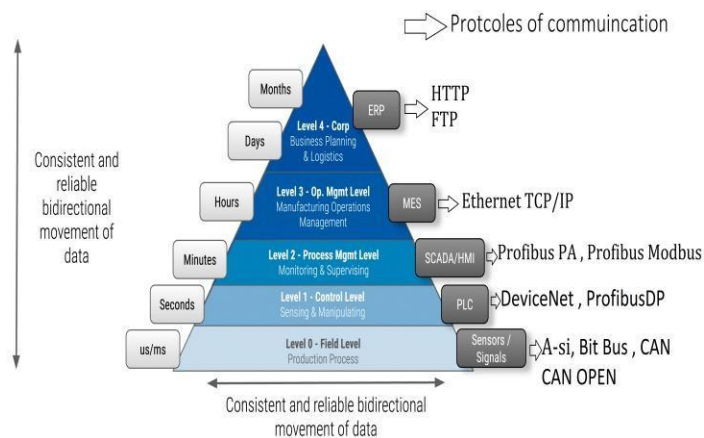 Protcoles of commuincation
Months
ERP
HTTP
FTP
Level 4 - Corp
Business Planning
& Logistics
Days
Consistent and
reliable
bidirectional
movement of
data
Hours
Level 3 - Op. Mgmt Level
Manufacturing Operations
Management
MES
Ethernet TCP/IP
Minutes
Level 2 - Process Mgmt Level
Monitoring & Supervising
SCADA/HMI
Profibus PA , Profibus Modbus
Seconds
Level 1 - Control Level
Sensing & Manipulating
PLC
DeviceNet , ProfibusDP
us/ms
Level 0 - Field Level
Production Process
Sensors /
Signals
A-si, Bit Bus , CAN
CAN OPEN
Consistent and reliable bidirectional
movement of data